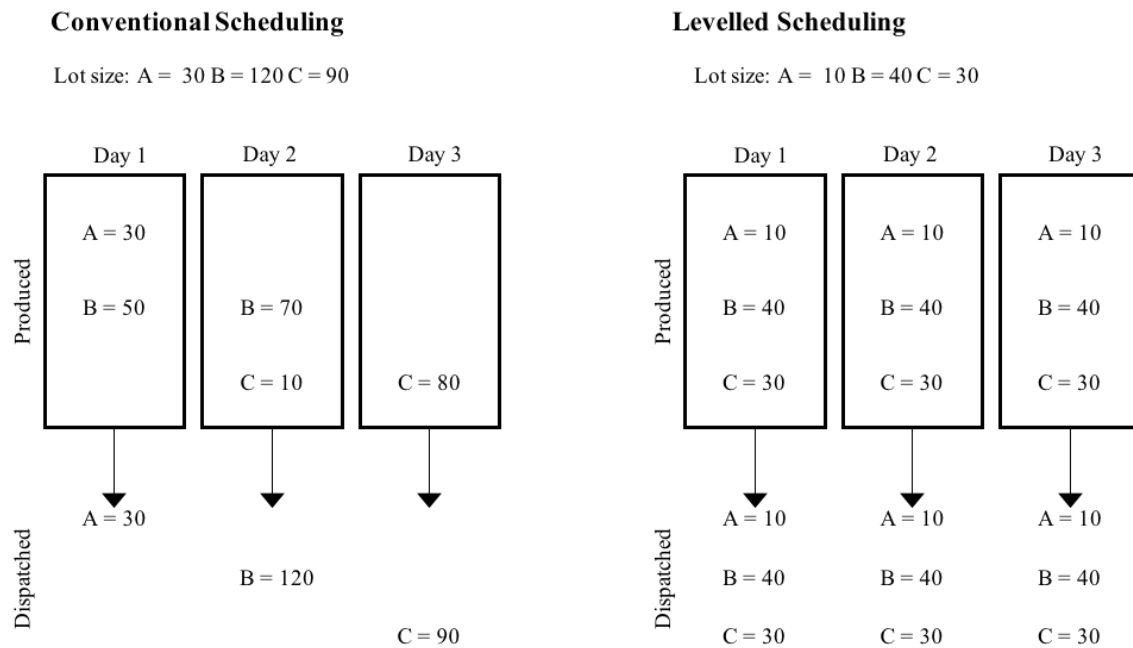 Conventional Scheduling
Lot size: A = 30 B = 120 C = 90
Day 1
Day 2
Day 3
Produced
A = 30
B = 50
B = 70
C = 10
C = 80
Dispatched
A = 30
B = 120
C = 90
Levelled Scheduling
Lot size: A = 10 B = 40 C = 30
Day 1
Day 2
Day 3
Produced
A = 10
A = 10
A = 10
B = 40
B = 40
B = 40
C = 30
C = 30
C = 30
Dispatched
A = 10
A = 10
A = 10
B = 40
B = 40
B = 40
C = 30
C = 30
C = 30